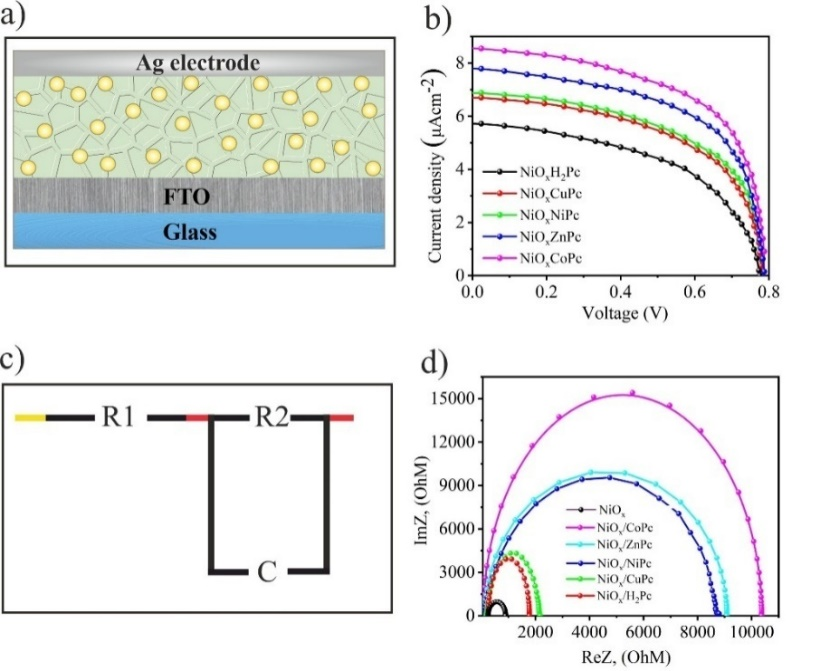 a)
Ag electrode
FTO
Glass
b)
Current density (μAcm⁻²)
8
6
4
2
0
NiOₓH₂Pc
NiOₓCuPc
NiOₓNiPc
NiOₓZnPc
NiOₓCoPc
0.0 0.2 0.4 0.6 0.8
Voltage (V)
c)
R1 R2
C
d)
ImZ, (OhM)
15000
12000
9000
6000
3000
0
NiOₓ
NiOₓ/CoPc
NiOₓ/ZnPc
NiOₓ/NiPc
NiOₓ/CuPc
NiOₓ/H₂Pc
2000 4000 6000 8000 10000
ReZ, (OhM)